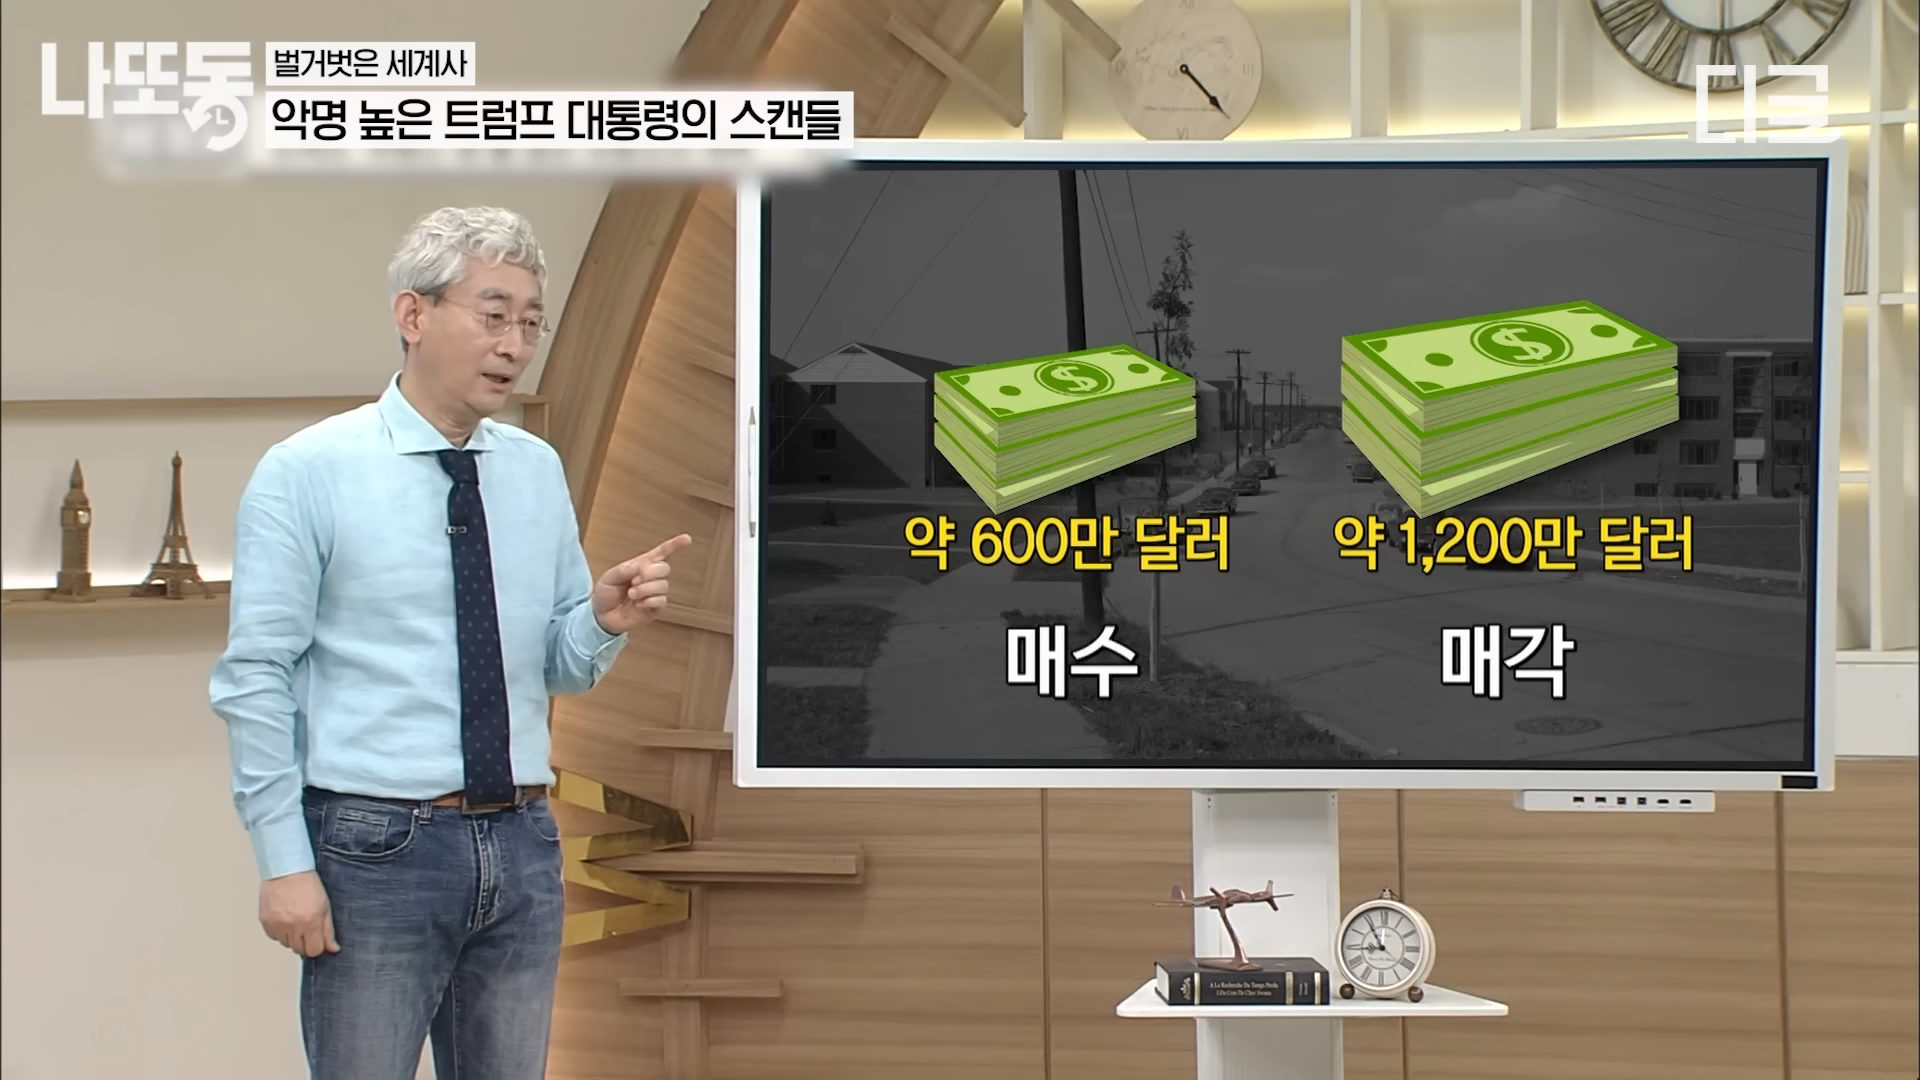 나또동
벌거벗은 세계사
악명 높은 트럼프 대통령의 스캔들
디글
약 600만 달러
약 1,200만 달러
매수
매각